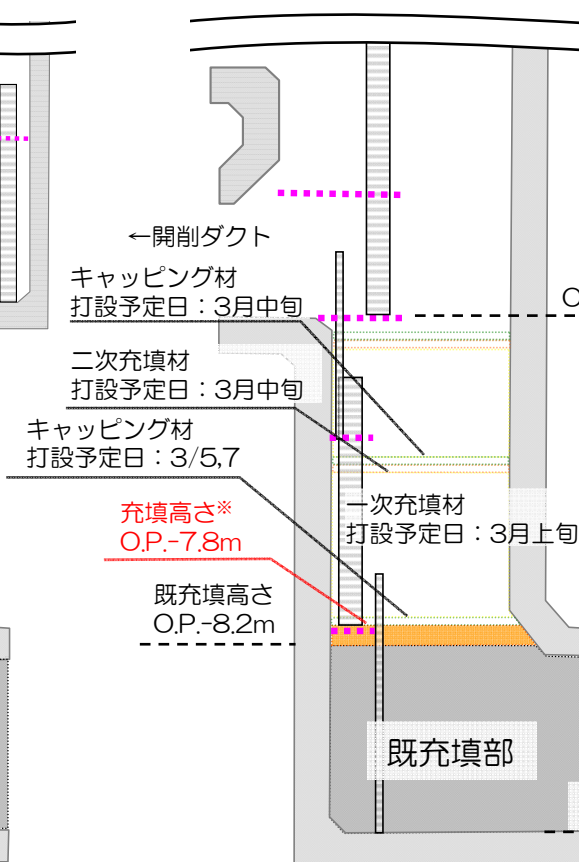 ←開削ダクト
キャッピング材
打設予定日：3月中旬
O
二次充填材
打設予定日：3月中旬
キャッピング材
打設予定日：3/5,7
一次充填材
打設予定日：3月上旬
充填高さ※
O.P.-7.8m
既充填高さ
O.P.-8.2m
既充填部